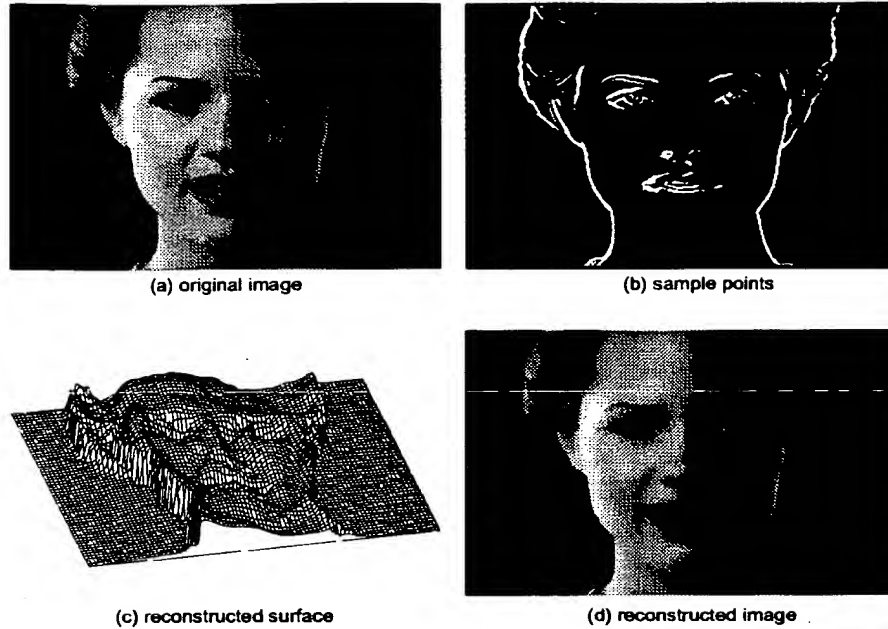 (a) original image
(b) sample points
(c) reconstructed surface
(d) reconstructed image